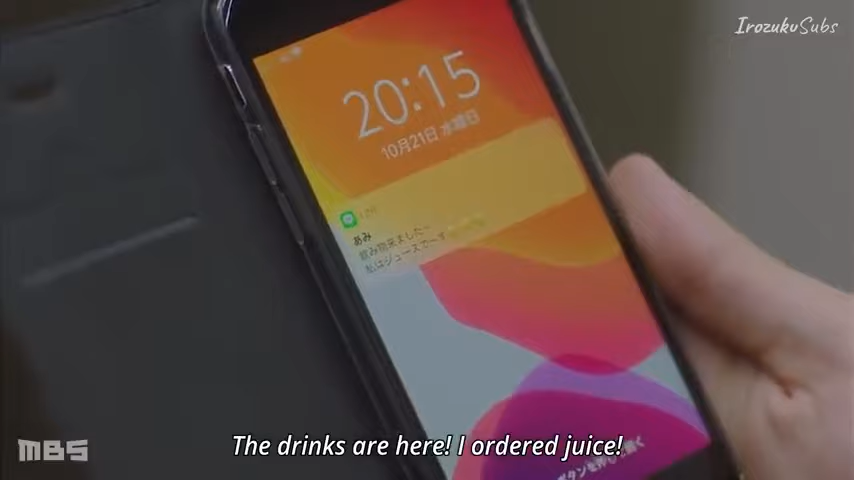 IrozukuSubs
20:15
10月21日 水曜日
LINE
あみ
飲み物来ました~
私はジュースで~す
MBS
The drinks are here! I ordered juice!
ボタンを押して開く